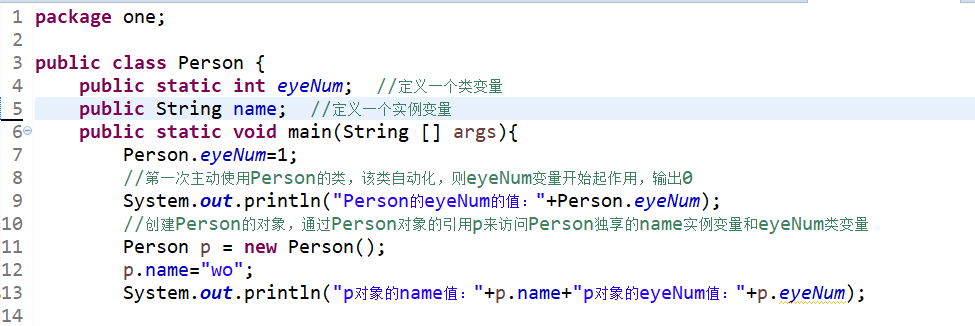 1 package one;
2
3 public class Person {
4 public static int eyeNum; //定义一个类变量
5 public String name; //定义一个实例变量
6 public static void main(String [] args){
7 Person.eyeNum=1;
8 //第一次主动使用Person的类，该类自动化，则eyeNum变量开始起作用，输出0
9 System.out.println("Person的eyeNum的值："+Person.eyeNum);
10 //创建Person的对象，通过Person对象的引用p来访问Person独享的name实例变量和eyeNum类变量
11 Person p = new Person();
12 p.name="wo";
13 System.out.println("p对象的name值："+p.name+"p对象的eyeNum值："+p.eyeNum);
14